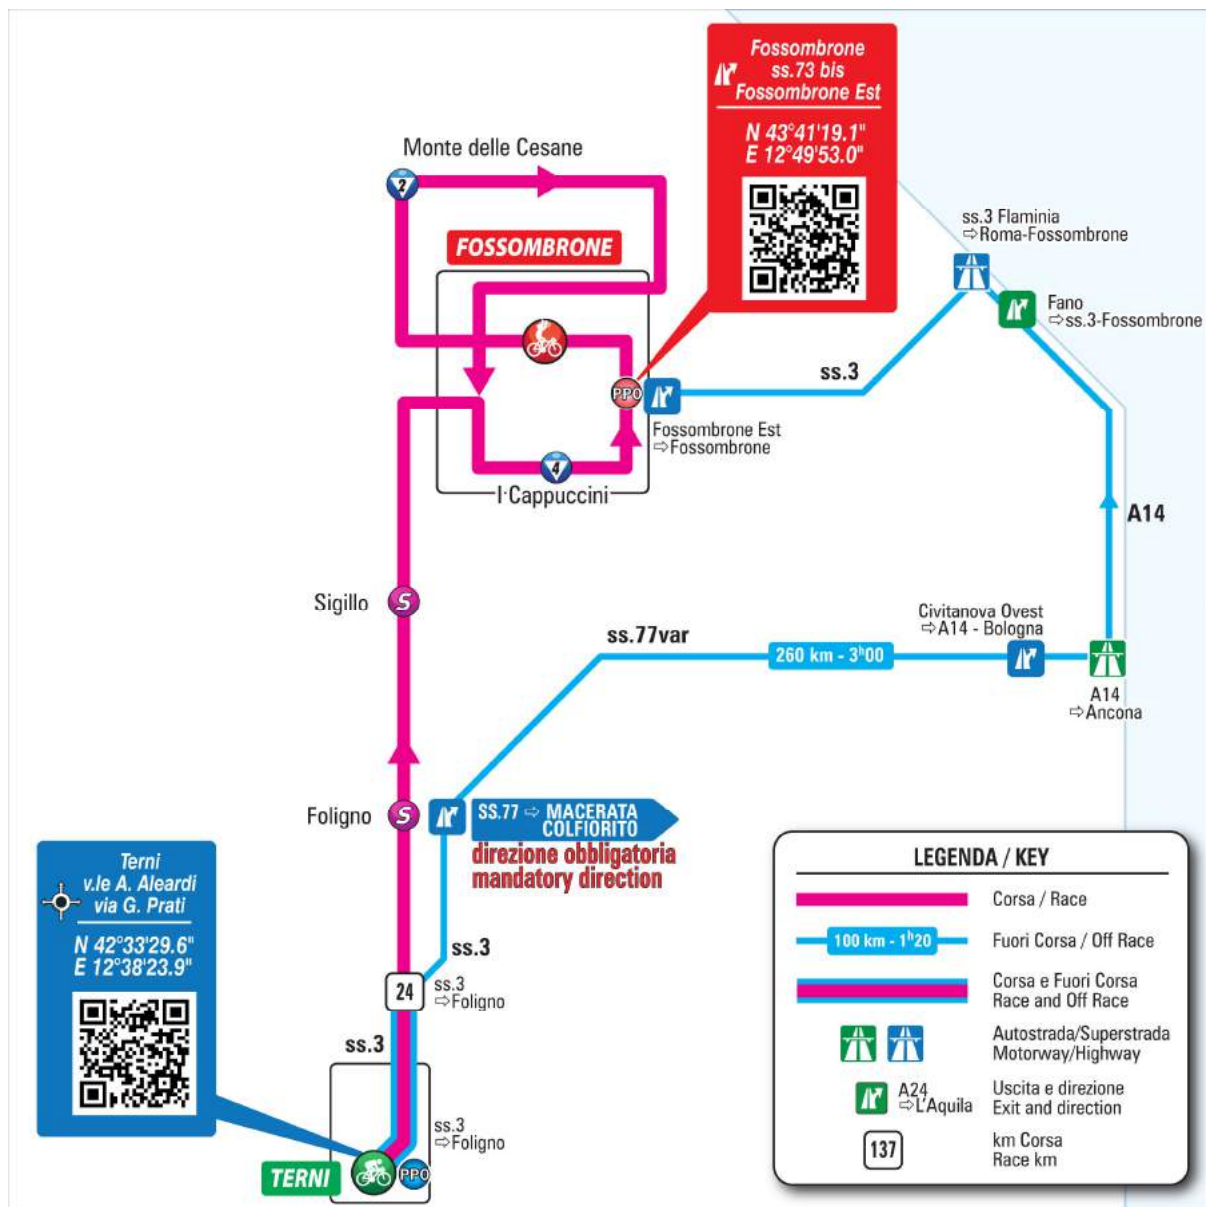 Fossombrone
ss.73 bis
Fossombrone Est
N 43°41'19.1"
E 12°49'53.0"
Monte delle Cesane
2
FOSSOMBRONE
ss.3 Flaminia
⇨Roma-Fossombrone
Fano
⇨ss.3-Fossombrone
ss.3
PPO
Fossombrone Est
⇨Fossombrone
4
I Cappuccini
A14
Sigillo
S
ss.77var
260 km - 3h00
Civitanova Ovest
⇨A14 - Bologna
A14
⇨Ancona
Foligno
S
SS.77 ⇨ MACERATA
COLFIORITO
direzione obbligatoria
mandatory direction
Terni
v.le A. Aleardi
via G. Prati
N 42°33'29.6"
E 12°38'23.9"
ss.3
24
ss.3
⇨Foligno
ss.3
ss.3
⇨Foligno
TERNI
PPO
LEGENDA / KEY
Corsa / Race
100 km - 1h20
Fuori Corsa / Off Race
Corsa e Fuori Corsa
Race and Off Race
Autostrada/Superstrada
Motorway/Highway
A24
⇨L'Aquila
Uscita e direzione
Exit and direction
137
km Corsa
Race km